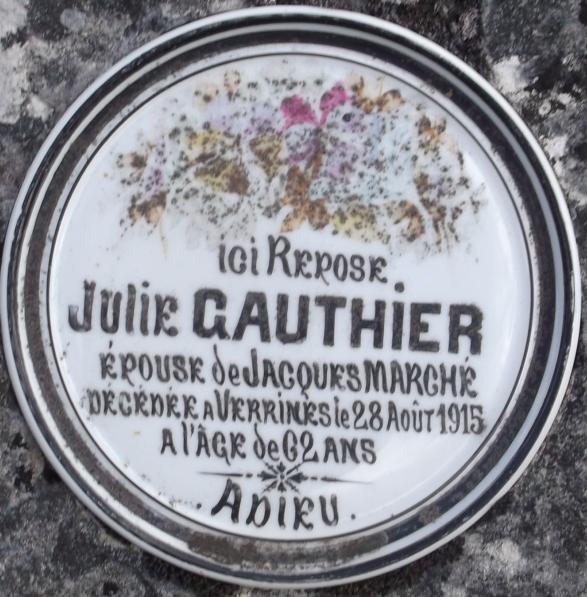 ici REPOSE
Julie GAUTHiER
ÉPOUSE de JACQUES MARCHÉ
DÉCÉDÉE A VERRINES le 28 AOÛT 1915
A l'ÂGE de 62 ANS
ADIEU.